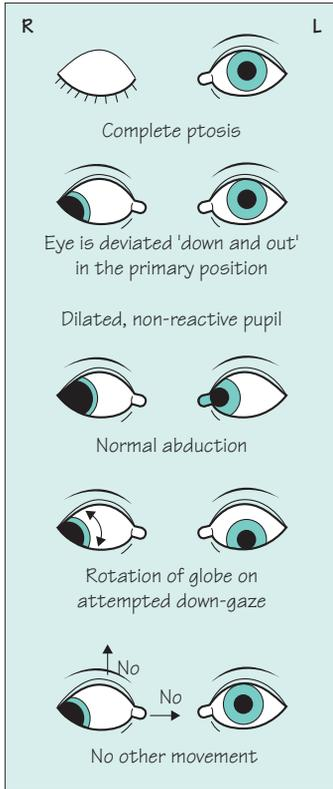 R L
Complete ptosis
Eye is deviated 'down and out'
in the primary position
Dilated, non-reactive pupil
Normal abduction
Rotation of globe on
attempted down-gaze
No
No
No other movement